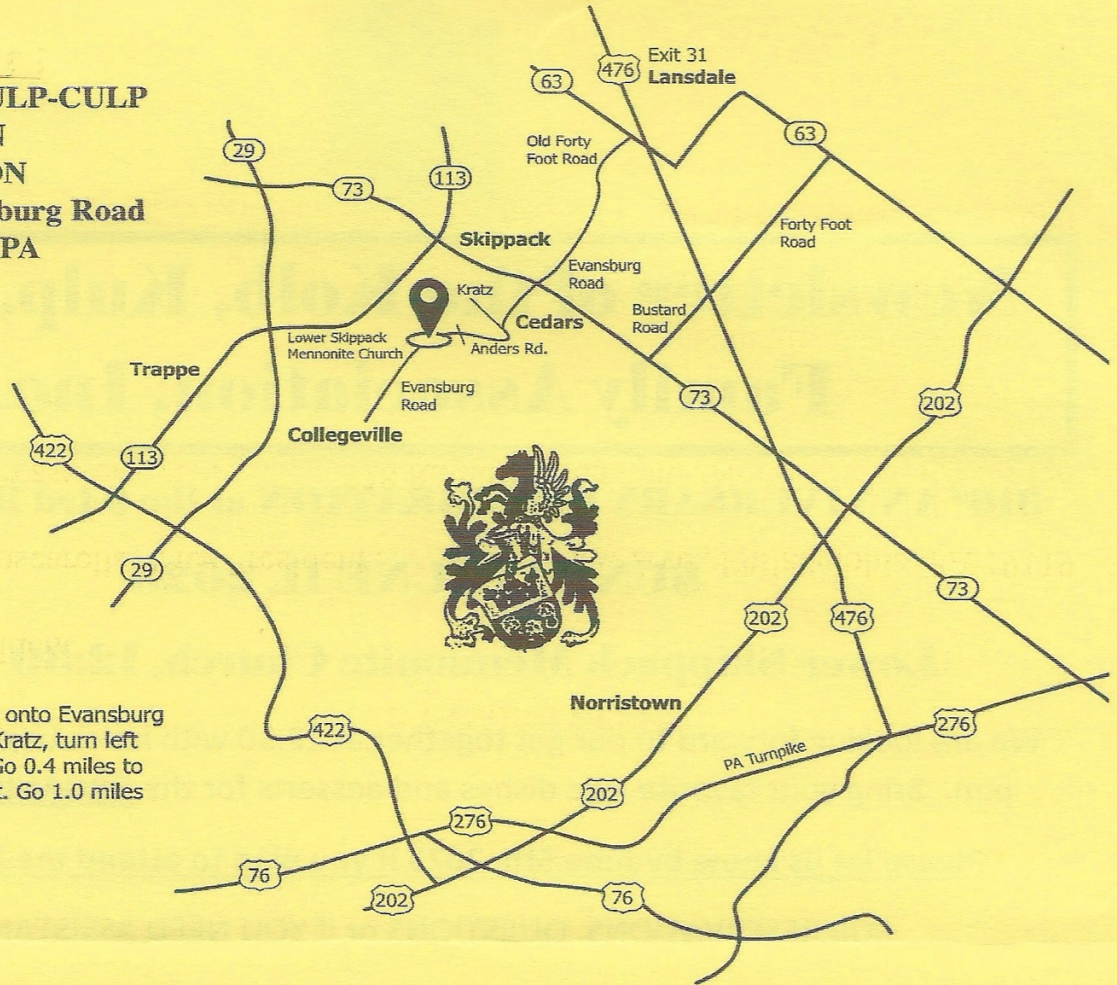 ULP-CULP
N
ON
burg Road
PA
Exit 31
Lansdale
476
63
63
Old Forty
Foot Road
29
73
113
Skippack
Forty Foot
Road
Evansburg
Road
Kratz
Cedars
Bustard
Road
Lower Skippack
Mennonite Church
Anders Rd.
Trappe
Evansburg
Road
73
202
Collegeville
422
113
29
73
202
476
Norristown
onto Evansburg
Kratz, turn left
Go 0.4 miles to
t. Go 1.0 miles
422
276
PA Turnpike
202
276
76
202
76